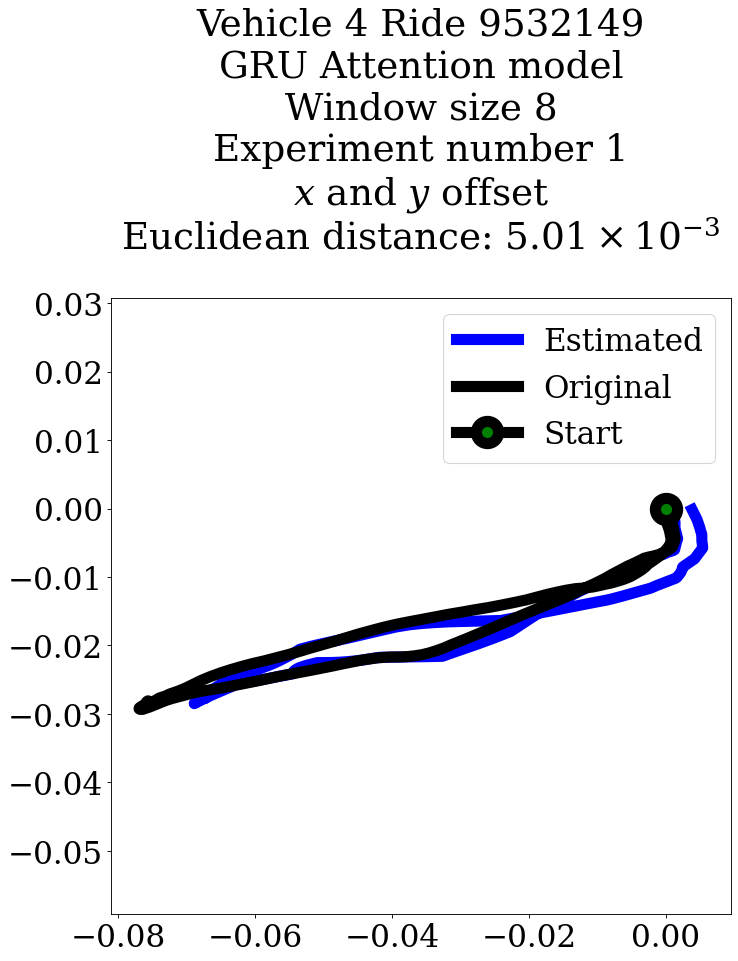 Vehicle 4 Ride 9532149
GRU Attention model
Window size 8
Experiment number 1
x and y offset
Euclidean distance: 5.01 × 10⁻³
Estimated
Original
Start
0.03
0.02
0.01
0.00
−0.01
−0.02
−0.03
−0.04
−0.05
−0.08 −0.06 −0.04 −0.02 0.00